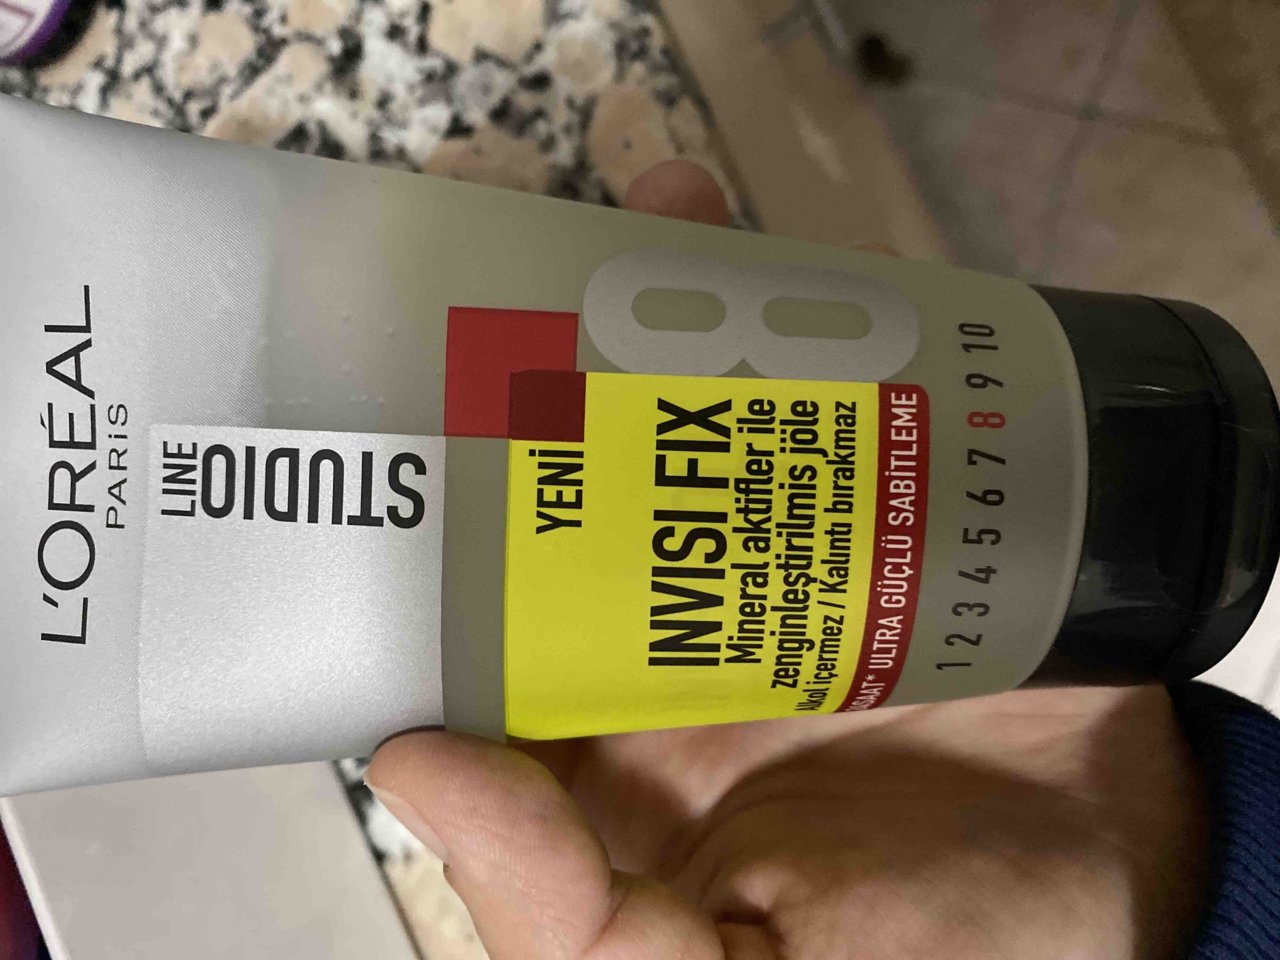 L'ORÉAL
PARiS
STUDIO
LINE
8
YENİ
INVISI FIX
Mineral aktifler ile
zenginleştirilmiş jöle
Alkol içermez / Kalıntı bırakmaz
ULTRA GÜÇLÜ SABİTLEME
1 2 3 4 5 6 7 8 9 10